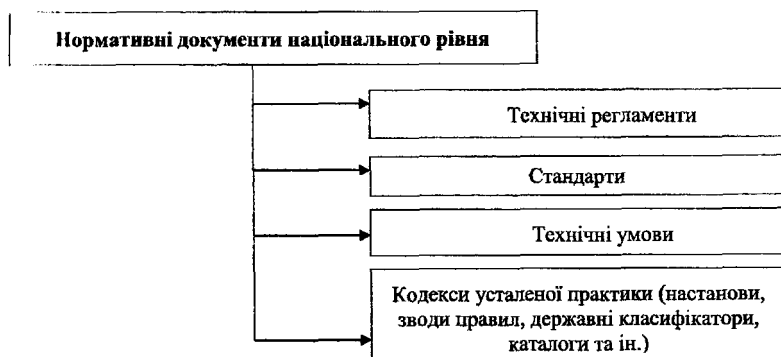 Нормативні документи національного рівня
Технічні регламенти
Стандарти
Технічні умови
Кодекси усталеної практики (настанови,
зводи правил, державні класифікатори,
каталоги та ін.)